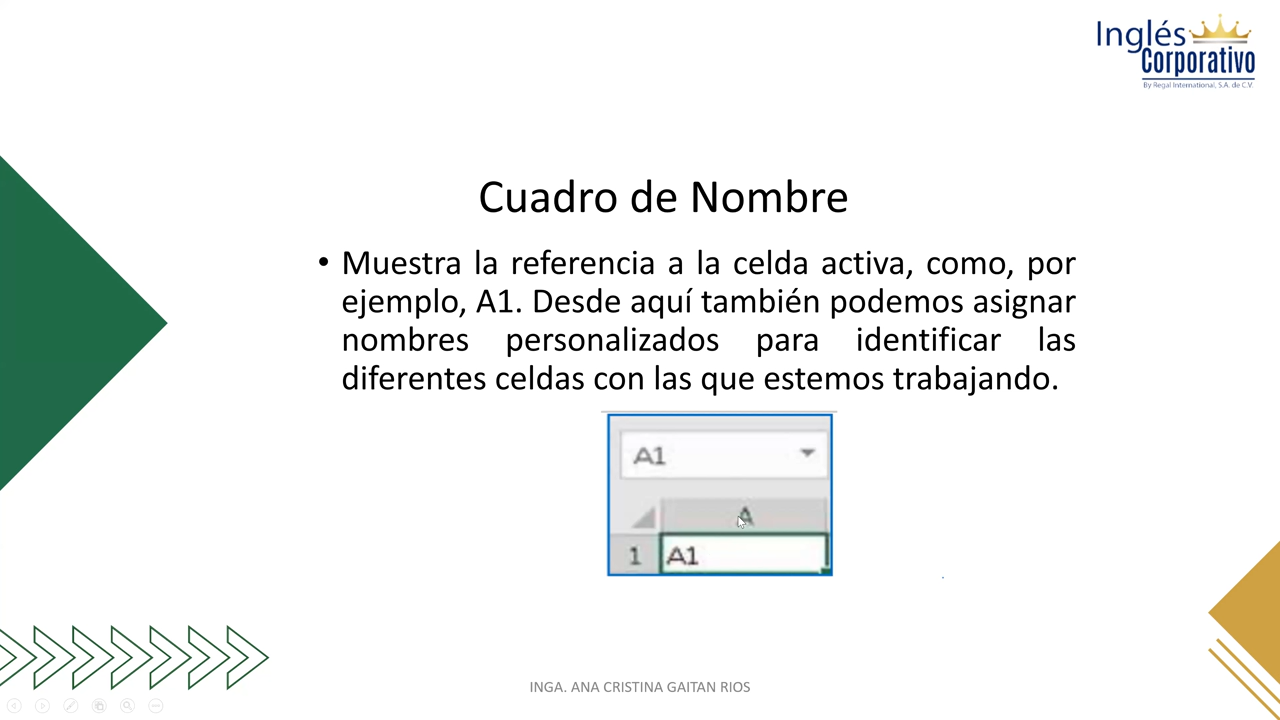 Inglés
Corporativo
By Regal International, S.A. de C.V.
Cuadro de Nombre
• Muestra la referencia a la celda activa, como, por
ejemplo, A1. Desde aquí también podemos asignar
nombres personalizados para identificar las
diferentes celdas con las que estemos trabajando.
A1
A
1 A1
INGA. ANA CRISTINA GAITAN RIOS